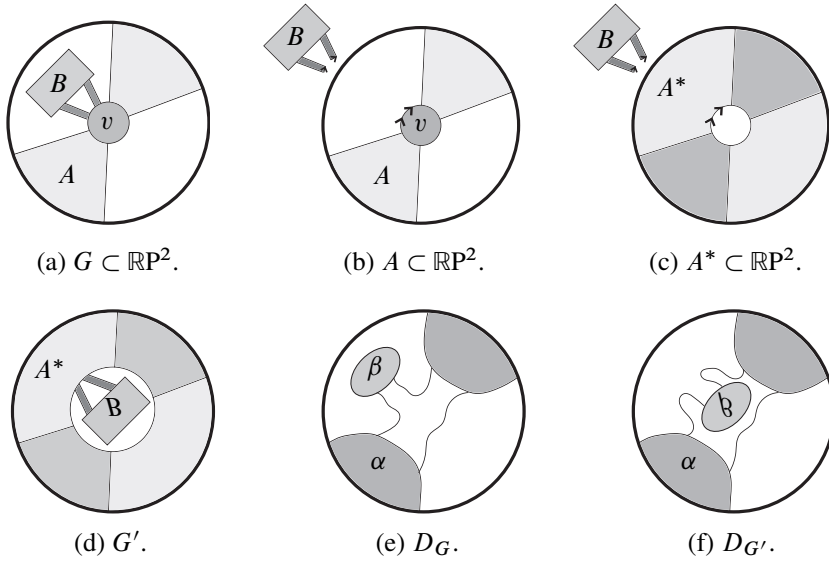 B B B
v v A*
A A
(a) G ⊂ ℝP². (b) A ⊂ ℝP². (c) A* ⊂ ℝP².
A* B β β
α α
(d) G′. (e) D_G. (f) D_G′.